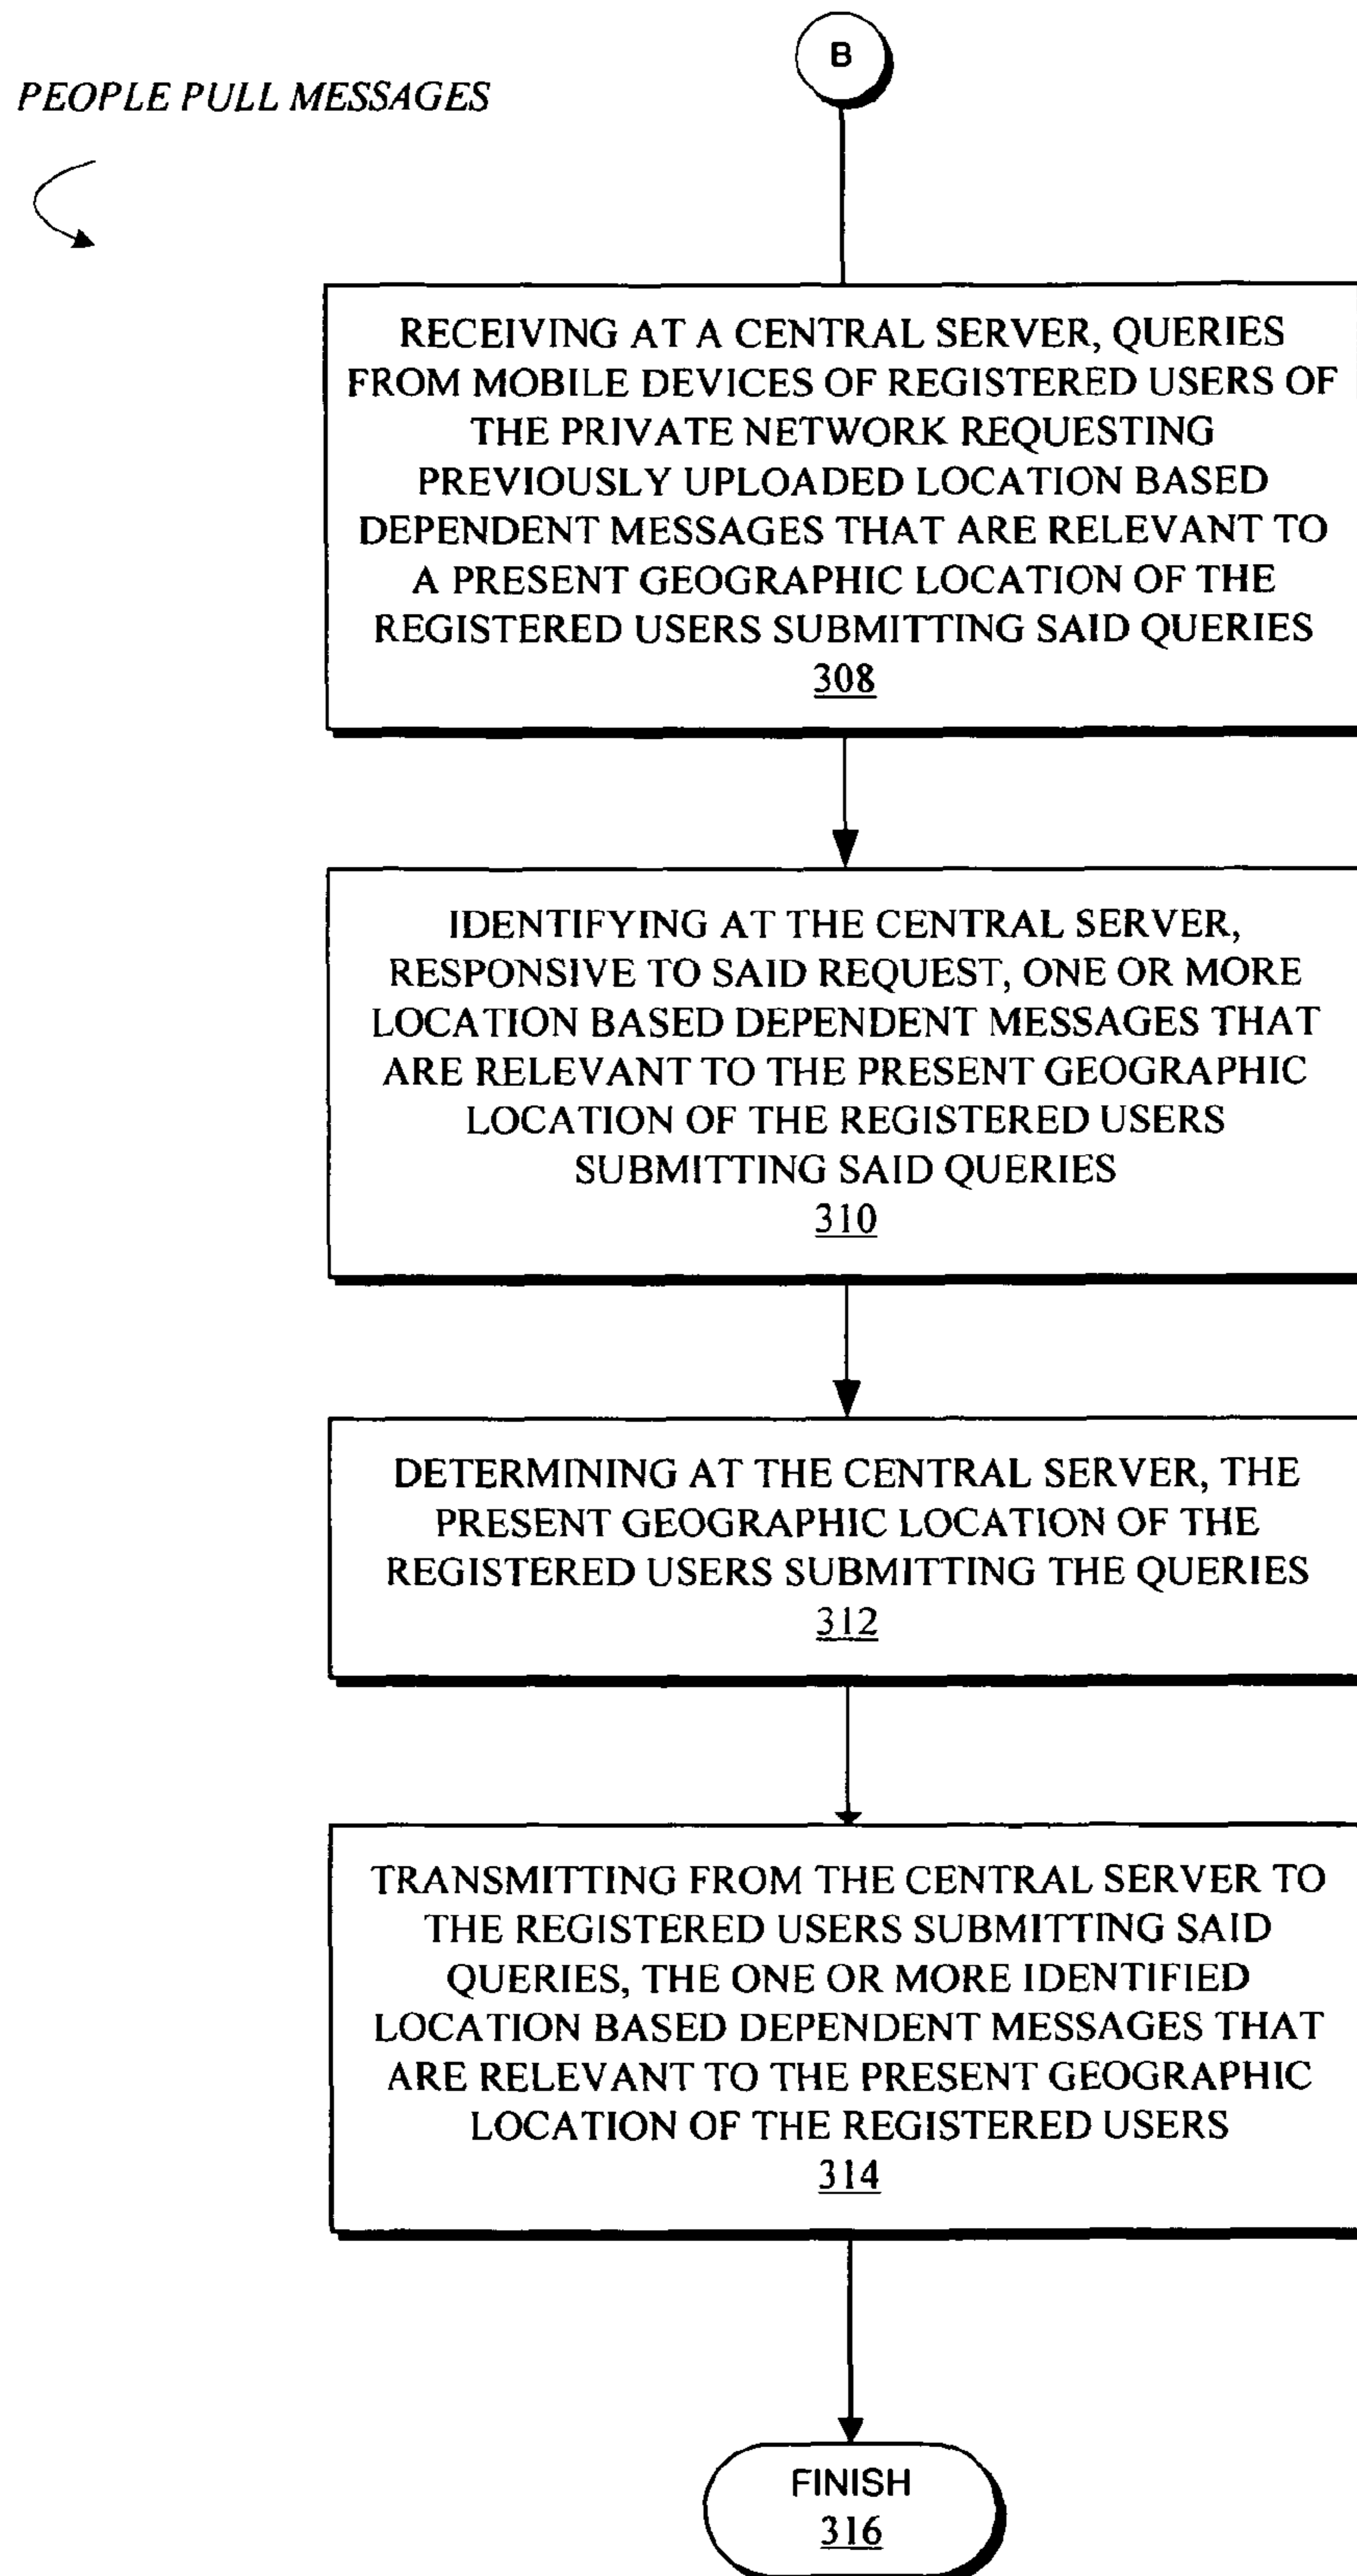 B
PEOPLE PULL MESSAGES
RECEIVING AT A CENTRAL SERVER, QUERIES
FROM MOBILE DEVICES OF REGISTERED USERS OF
THE PRIVATE NETWORK REQUESTING
PREVIOUSLY UPLOADED LOCATION BASED
DEPENDENT MESSAGES THAT ARE RELEVANT TO
A PRESENT GEOGRAPHIC LOCATION OF THE
REGISTERED USERS SUBMITTING SAID QUERIES
308
IDENTIFYING AT THE CENTRAL SERVER,
RESPONSIVE TO SAID REQUEST, ONE OR MORE
LOCATION BASED DEPENDENT MESSAGES THAT
ARE RELEVANT TO THE PRESENT GEOGRAPHIC
LOCATION OF THE REGISTERED USERS
SUBMITTING SAID QUERIES
310
DETERMINING AT THE CENTRAL SERVER, THE
PRESENT GEOGRAPHIC LOCATION OF THE
REGISTERED USERS SUBMITTING THE QUERIES
312
TRANSMITTING FROM THE CENTRAL SERVER TO
THE REGISTERED USERS SUBMITTING SAID
QUERIES, THE ONE OR MORE IDENTIFIED
LOCATION BASED DEPENDENT MESSAGES THAT
ARE RELEVANT TO THE PRESENT GEOGRAPHIC
LOCATION OF THE REGISTERED USERS
314
FINISH
316